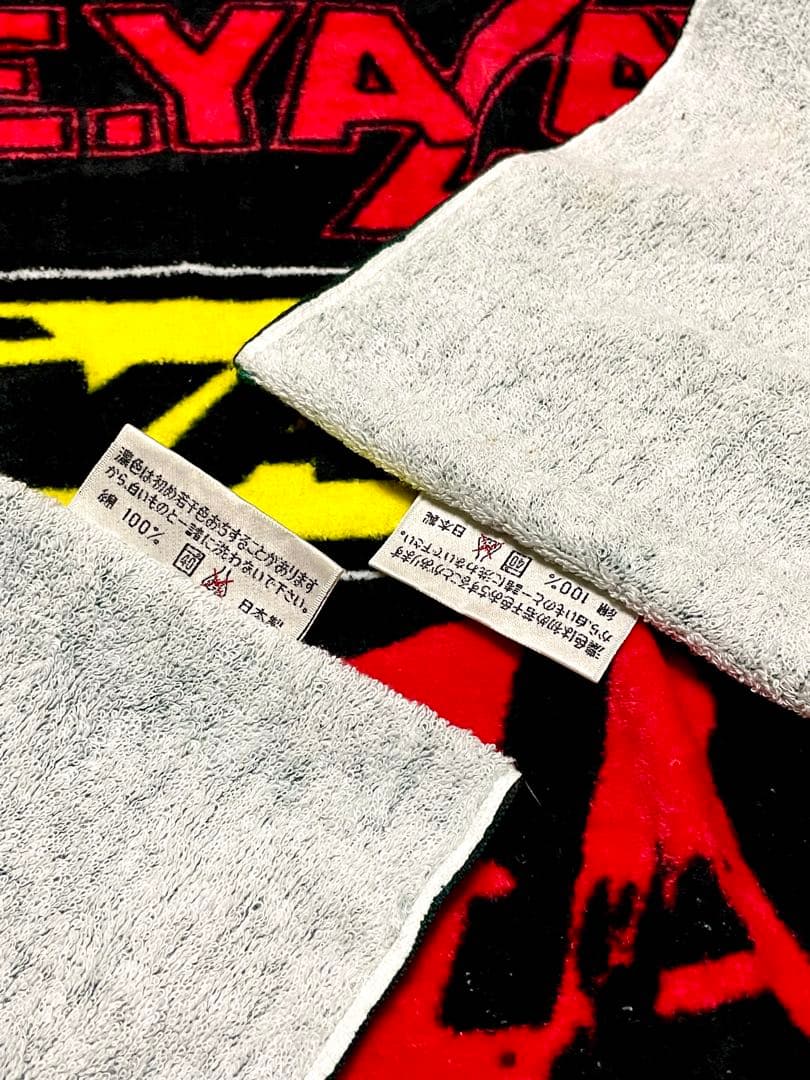 E.YAZ
濃色は初め若干色おちすることがあります
から、白いものと一諸に洗わないで下さい。
綿 100% 40
日本製
濃色は初め若干色おちすることがあります
から、白いものと一諸に洗わないで下さい。
綿 100% 40 日本製